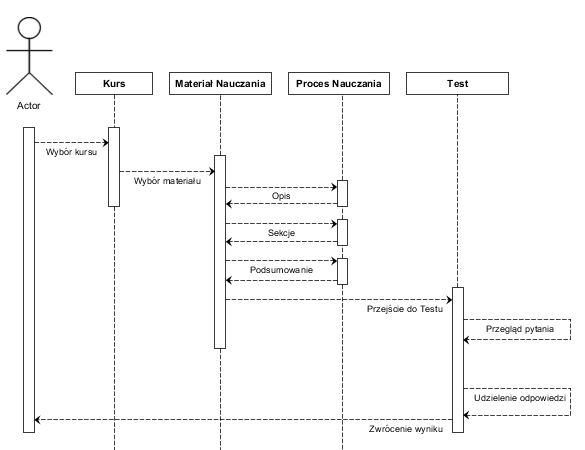 Actor
Kurs
Materiał Nauczania
Proces Nauczania
Test
Wybór kursu
Wybór materiału
Opis
Sekcje
Podsumowanie
Przejście do Testu
Przegląd pytania
Udzielenie odpowiedzi
Zwrócenie wyniku